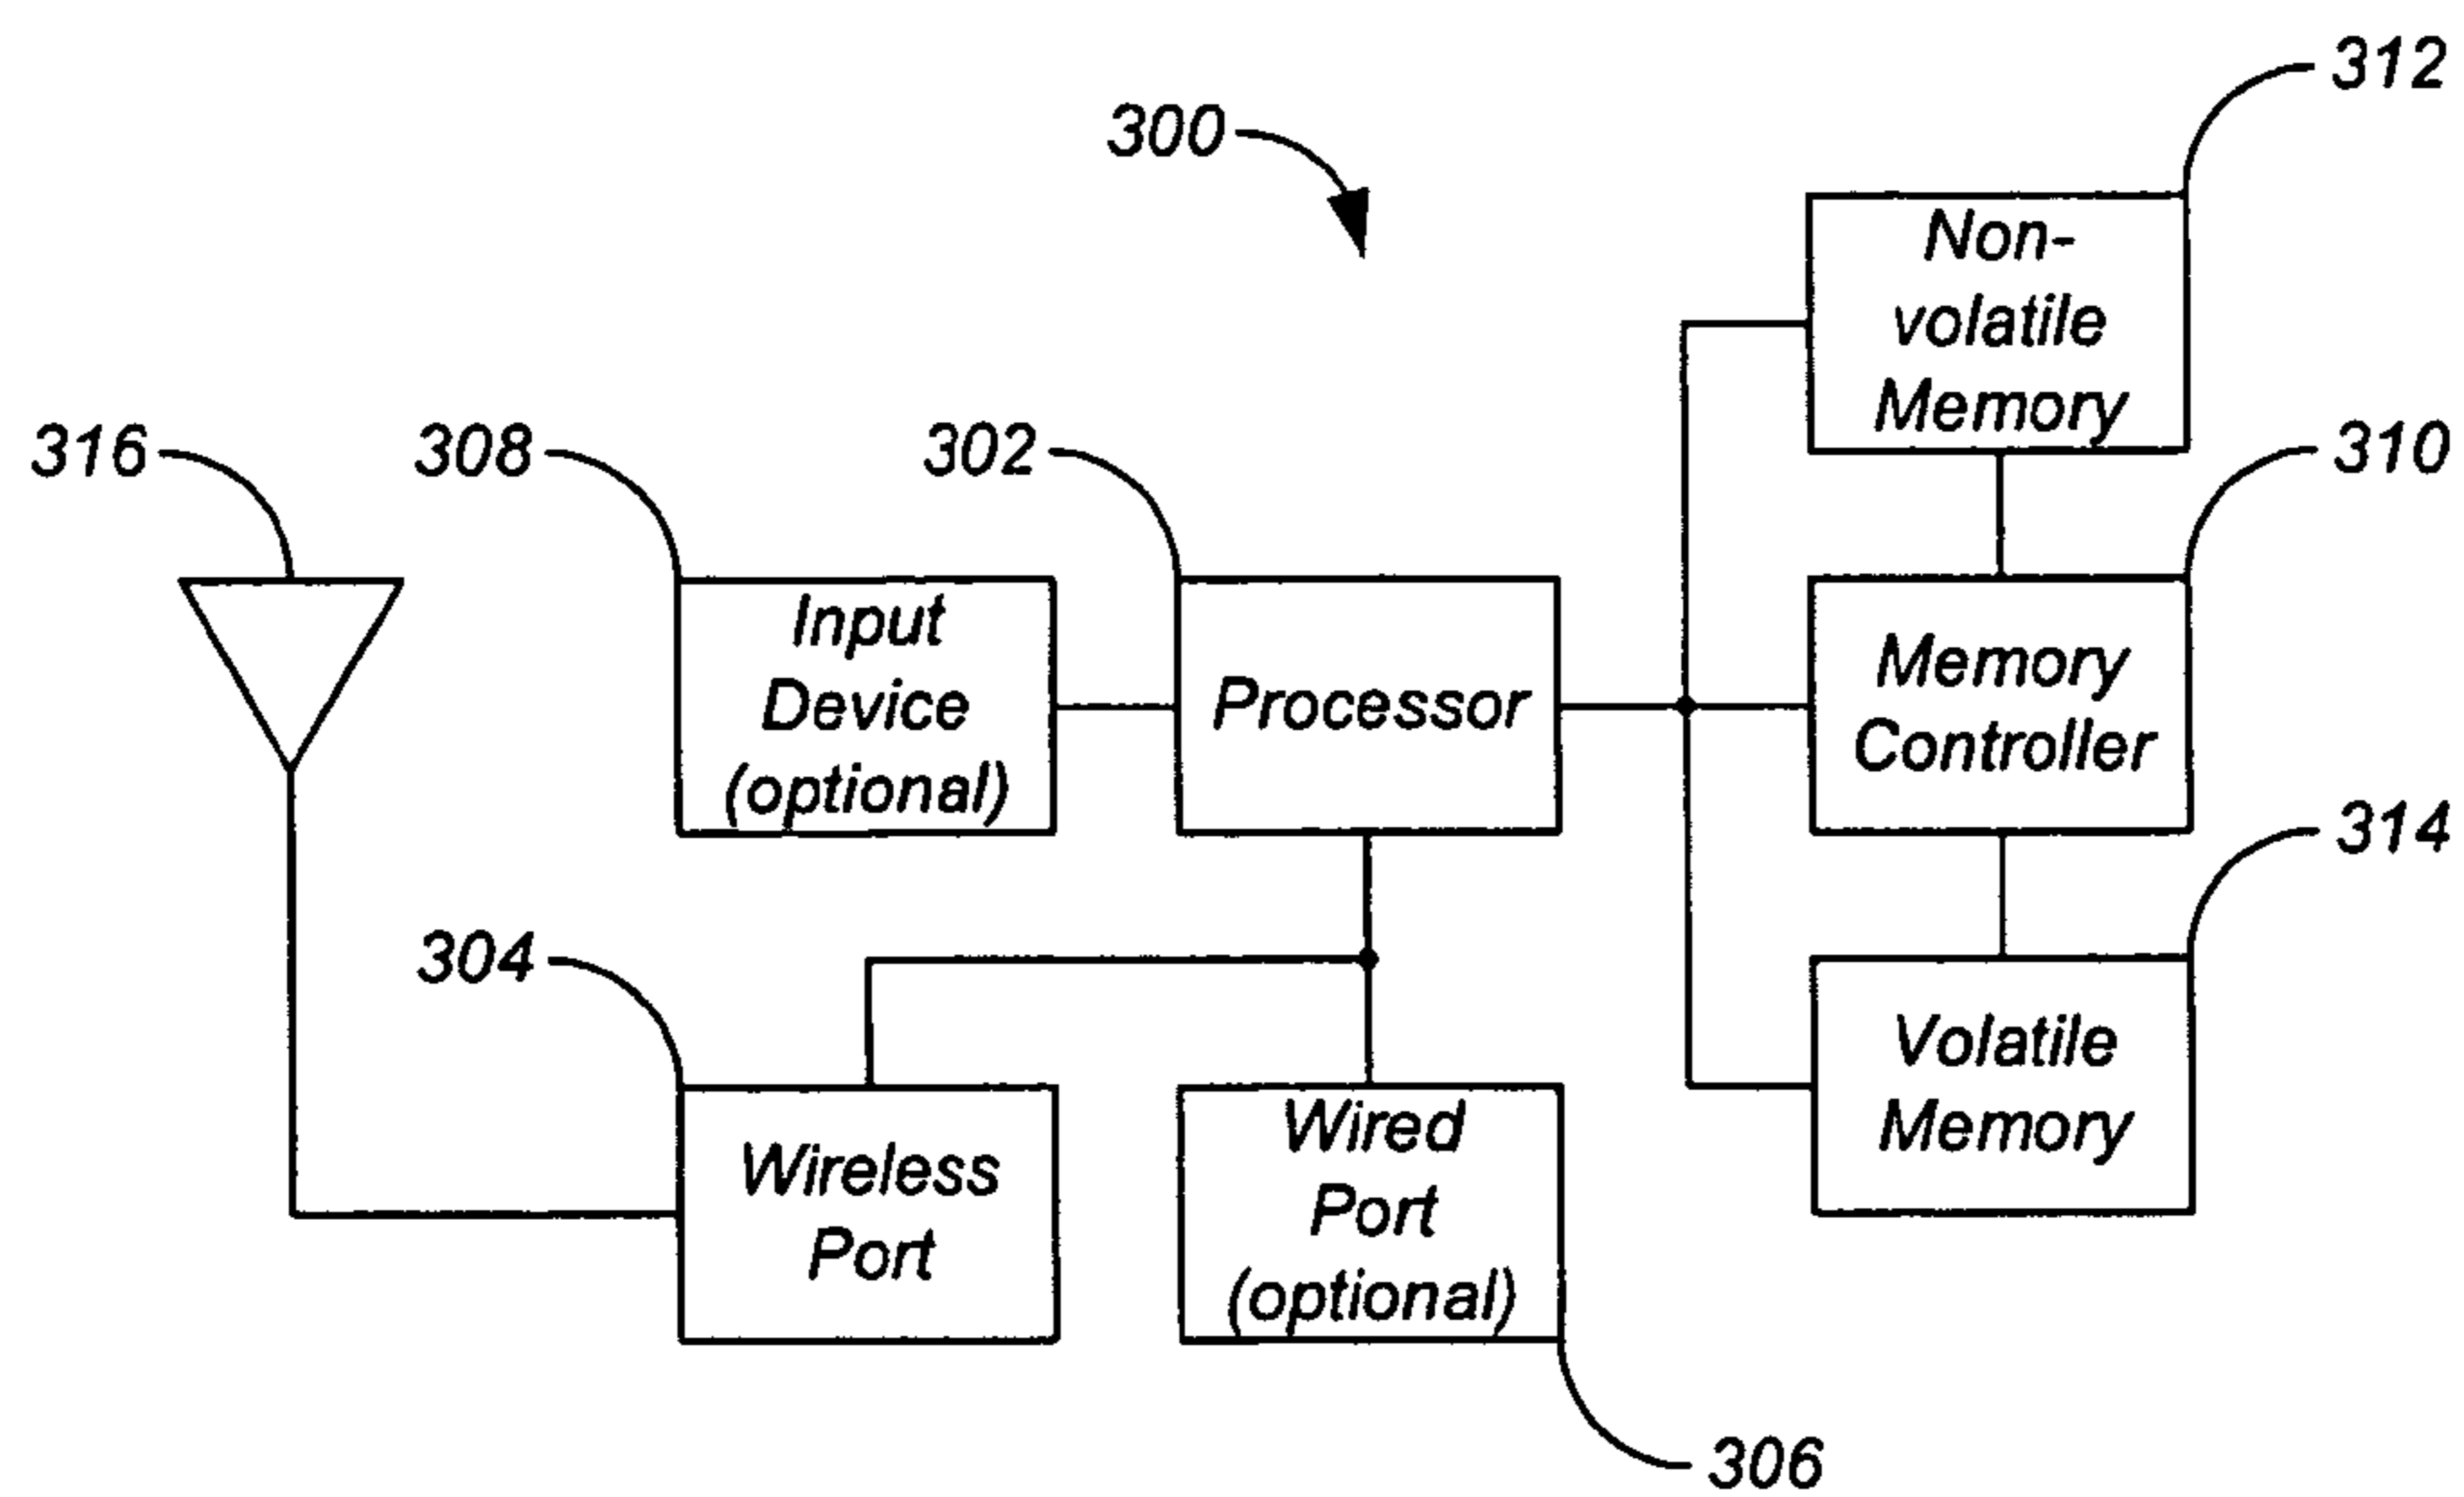 312
300
Non-
volatile
Memory
316
308
302
310
Input
Device
(optional)
Processor
Memory
Controller
314
304
Volatile
Memory
Wireless
Port
Wired
Port
(optional)
306